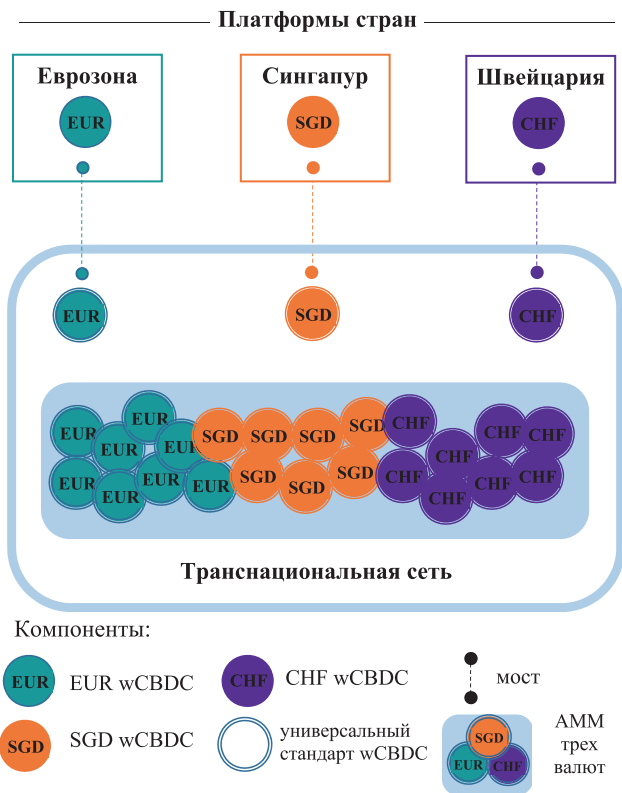 Платформы стран
Еврозона
EUR
Сингапур
SGD
Швейцария
CHF
EUR
SGD
CHF
EUR
EUR
EUR
EUR
SGD
SGD
SGD
SGD
CHF
CHF
CHF
CHF
EUR
EUR
EUR
EUR
SGD
SGD
SGD
CHF
CHF
CHF
CHF
Транснациональная сеть
Компоненты:
EUR
EUR wCBDC
CHF
CHF wCBDC
мост
SGD
SGD wCBDC
универсальный
стандарт wCBDC
SGD
EUR
CHF
АММ
трех
валют